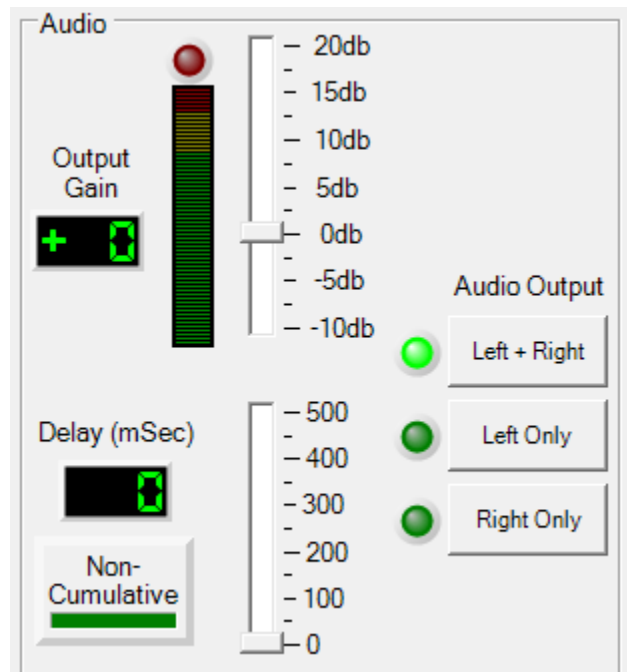 Audio
20db
15db
10db
5db
0db
-5db
-10db
Output
Gain
+ 0
Audio Output
Left + Right
Left Only
Right Only
Delay (mSec)
0
Non-
Cumulative
500
400
300
200
100
0